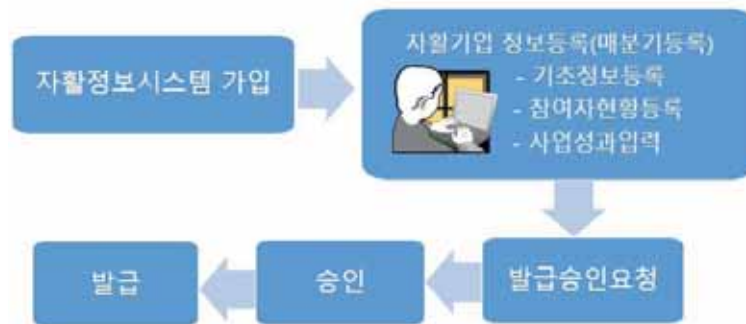 자활정보시스템 가입
자활기업 정보등록(매분기등록)
- 기초정보등록
- 참여자현황등록
- 사업성과입력
발급승인요청
승인
발급